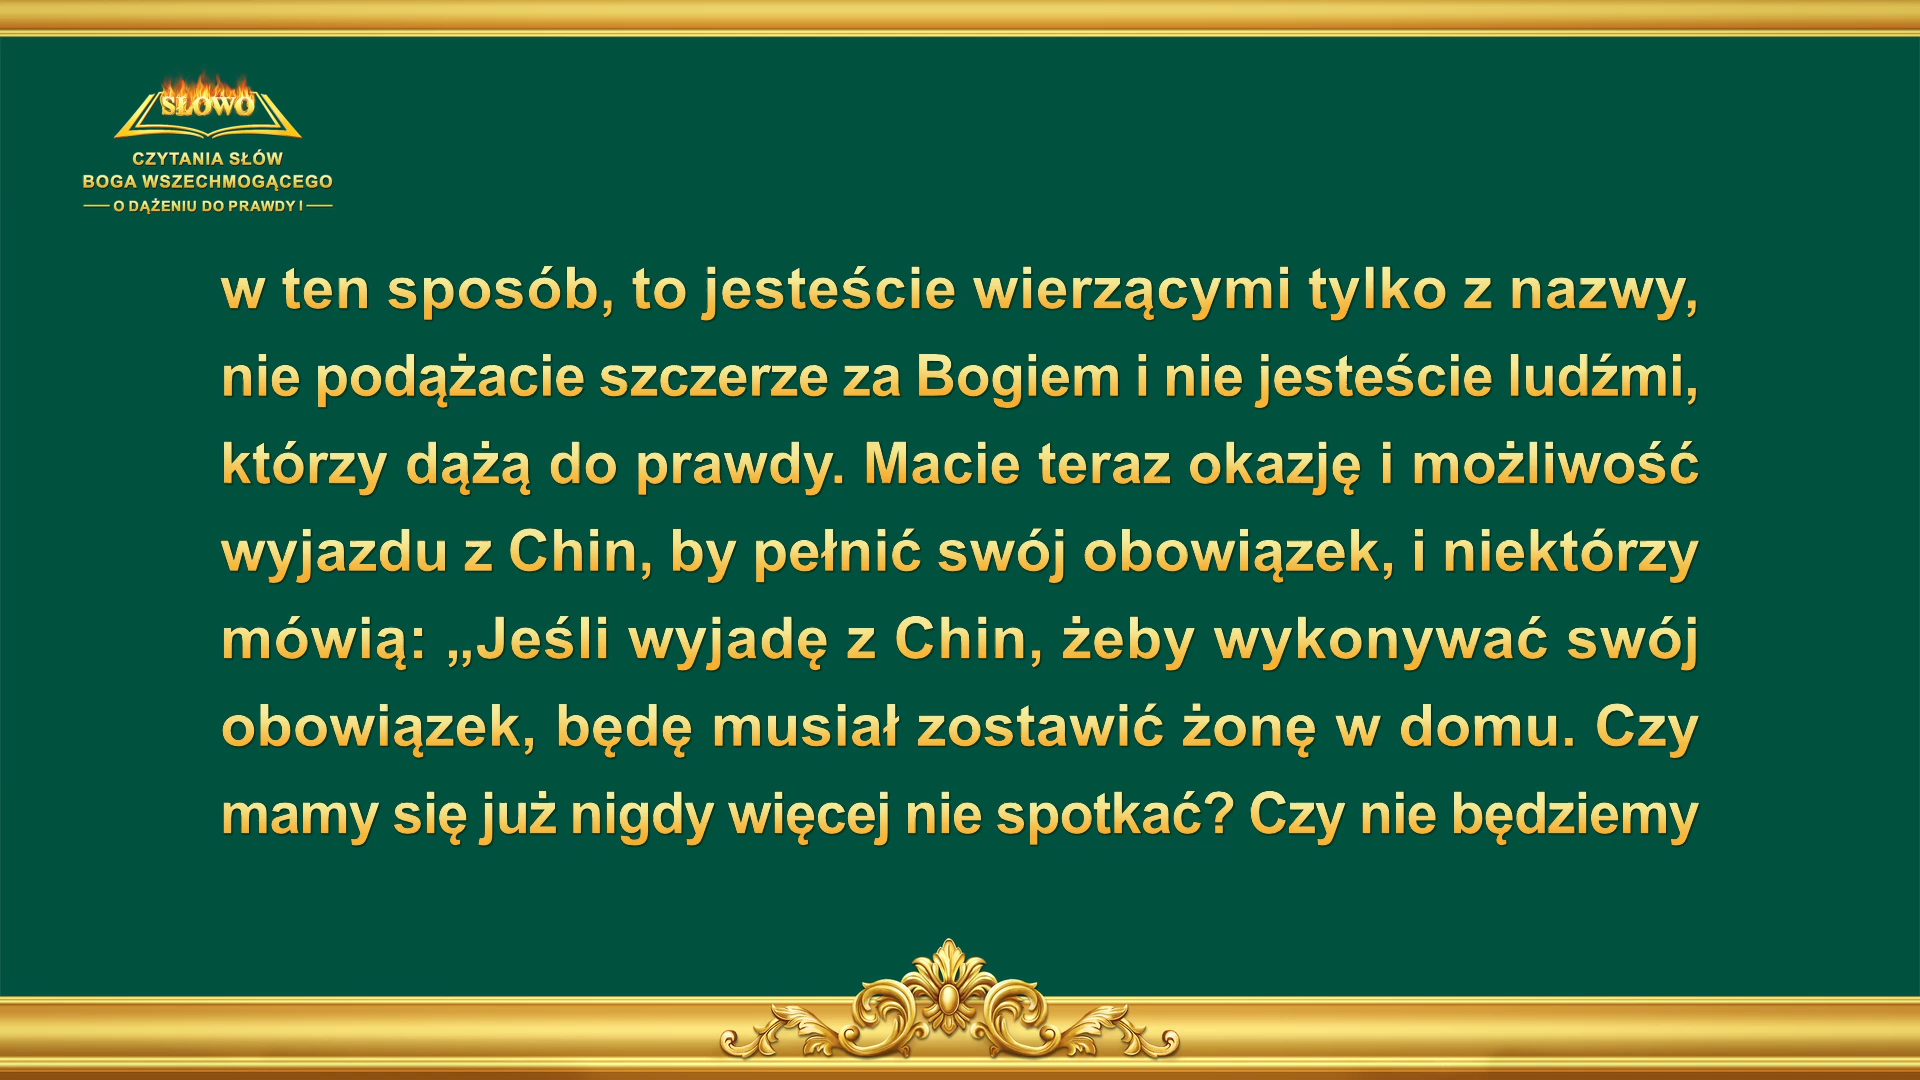 SŁOWO
CZYTANIA SŁÓW
BOGA WSZECHMOGĄCEGO
O DĄŻENIU DO PRAWDY I
w ten sposób, to jesteście wierzącymi tylko z nazwy,
nie podążacie szczerze za Bogiem i nie jesteście ludźmi,
którzy dążą do prawdy. Macie teraz okazję i możliwość
wyjazdu z Chin, by pełnić swój obowiązek, i niektórzy
mówią: „Jeśli wyjadę z Chin, żeby wykonywać swój
obowiązek, będę musiał zostawić żonę w domu. Czy
mamy się już nigdy więcej nie spotkać? Czy nie będziemy